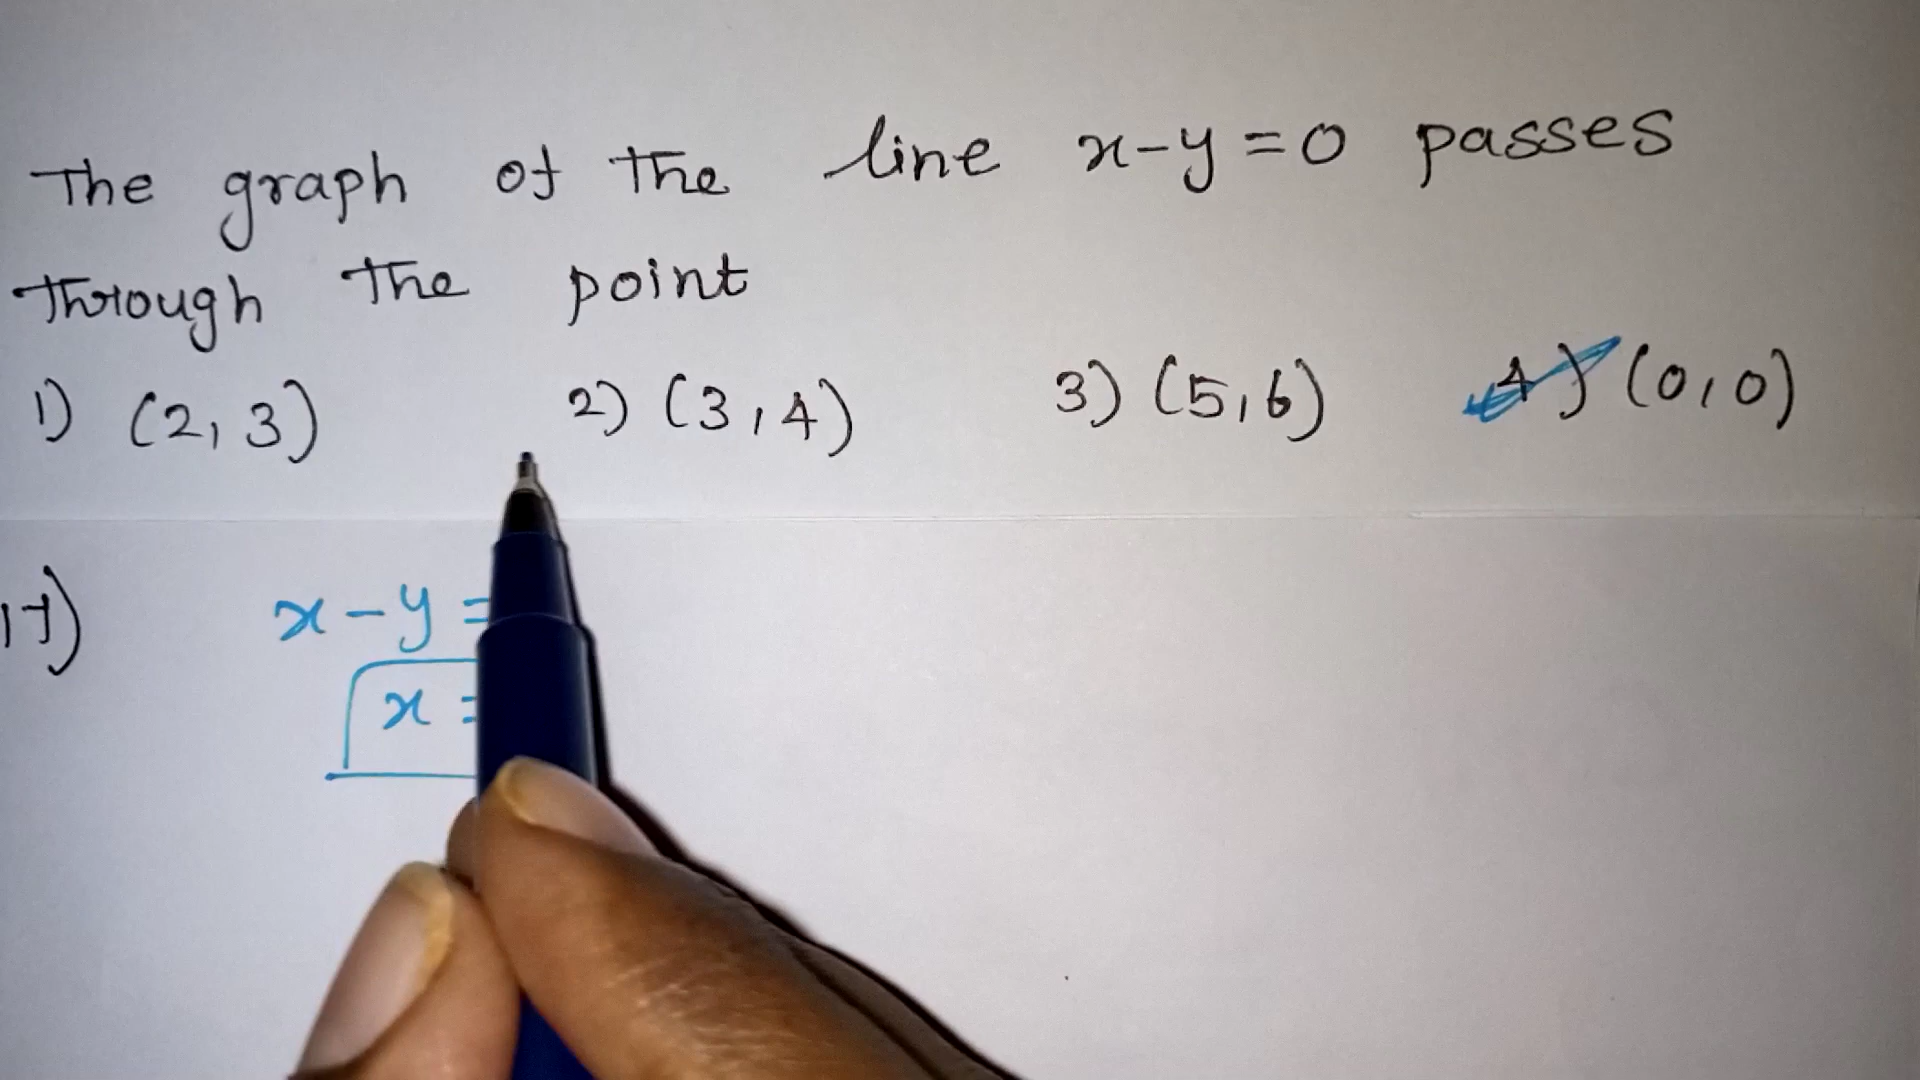 The graph of the line x-y=0 passes
through the point
1) (2, 3) 2) (3, 4) 3) (5, 6) 4) (0, 0)
x - y =
x =